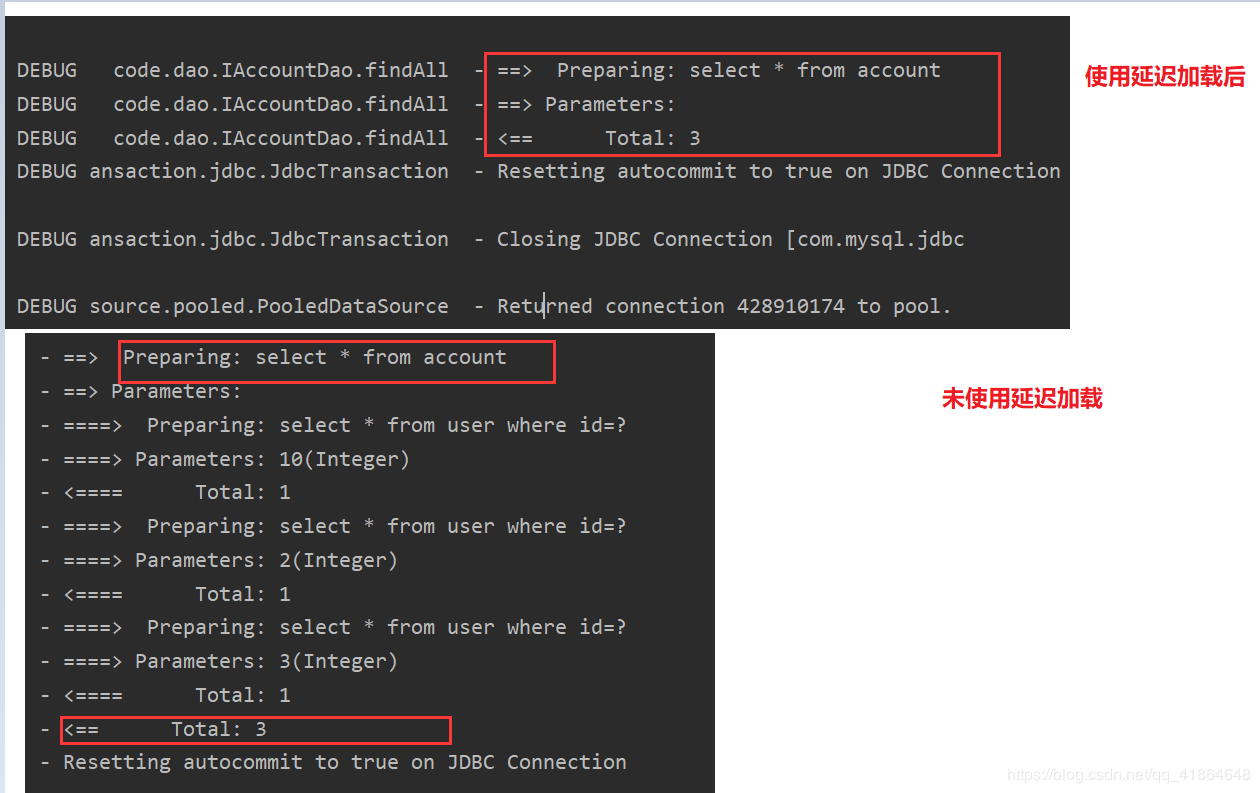 DEBUG   code.dao.IAccountDao.findAll  - ==>  Preparing: select * from account
使用延迟加载后
DEBUG   code.dao.IAccountDao.findAll  - ==> Parameters:
DEBUG   code.dao.IAccountDao.findAll  - <==      Total: 3
DEBUG ansaction.jdbc.JdbcTransaction  - Resetting autocommit to true on JDBC Connection
DEBUG ansaction.jdbc.JdbcTransaction  - Closing JDBC Connection [com.mysql.jdbc
DEBUG source.pooled.PooledDataSource  - Returned connection 428910174 to pool.
- ==>  Preparing: select * from account
- ==> Parameters:
未使用延迟加载
- ====>  Preparing: select * from user where id=?
- ====> Parameters: 10(Integer)
- <====      Total: 1
- ====>  Preparing: select * from user where id=?
- ====> Parameters: 2(Integer)
- <====      Total: 1
- ====>  Preparing: select * from user where id=?
- ====> Parameters: 3(Integer)
- <====      Total: 1
- <==      Total: 3
- Resetting autocommit to true on JDBC Connection
https://blog.csdn.net/qq_41864648